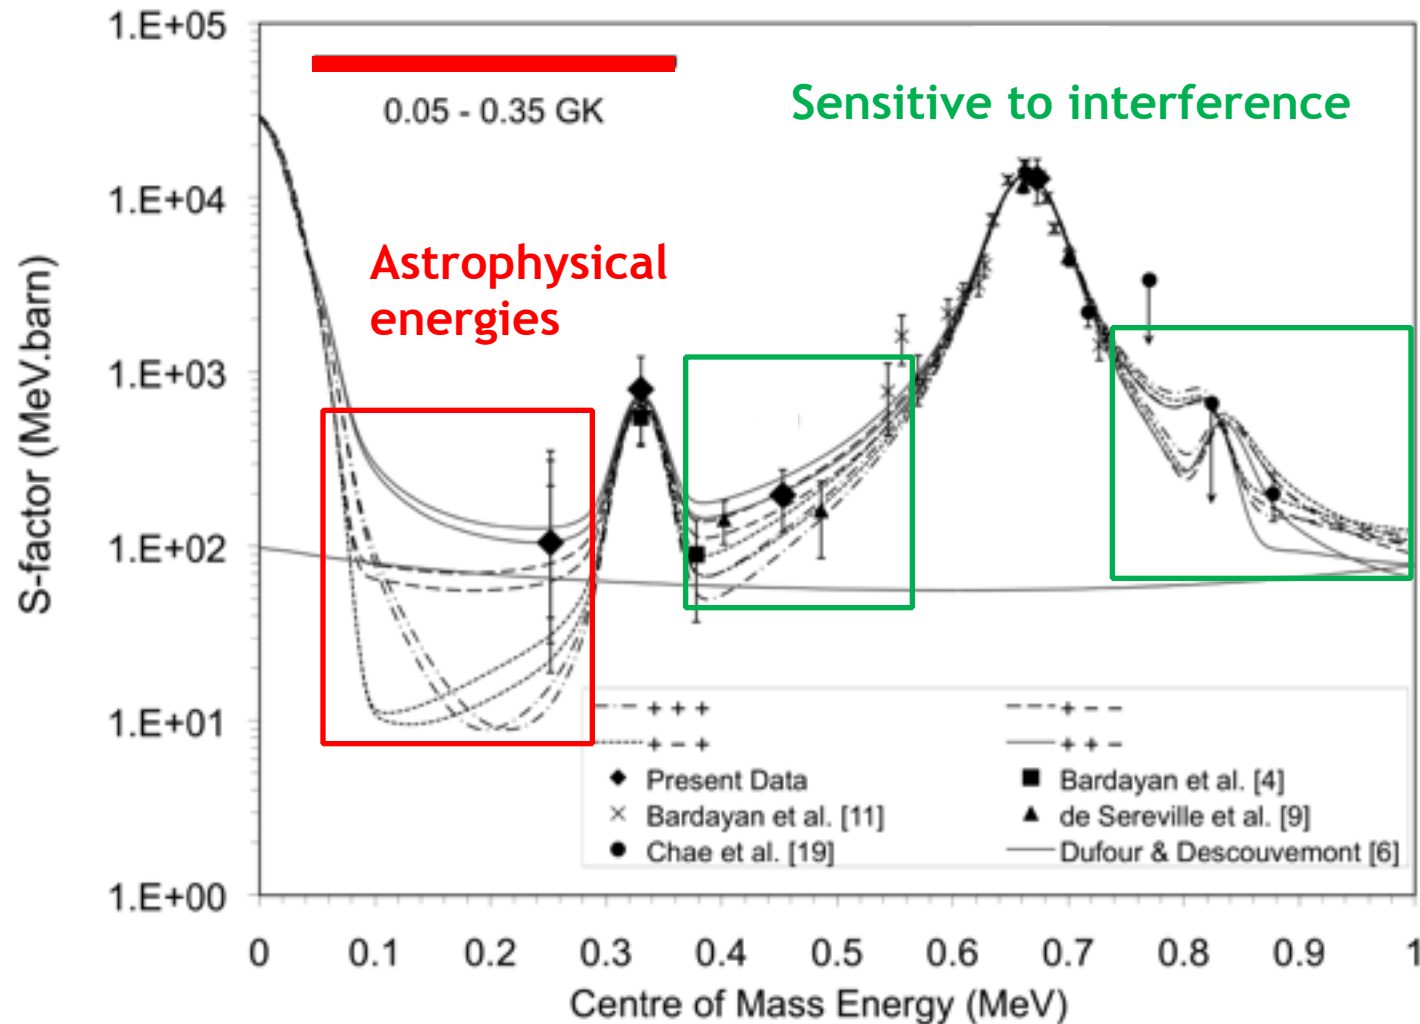 1.E+05
0.05 - 0.35 GK
Sensitive to interference
1.E+04
Astrophysical
energies
1.E+03
S-factor (MeV.barn)
1.E+02
1.E+01
+ + +
+ - -
+ - +
+ + -
Present Data
Bardayan et al. [4]
Bardayan et al. [11]
de Sereville et al. [9]
Chae et al. [19]
Dufour & Descouvemont [6]
1.E+00
0 0.1 0.2 0.3 0.4 0.5 0.6 0.7 0.8 0.9 1
Centre of Mass Energy (MeV)